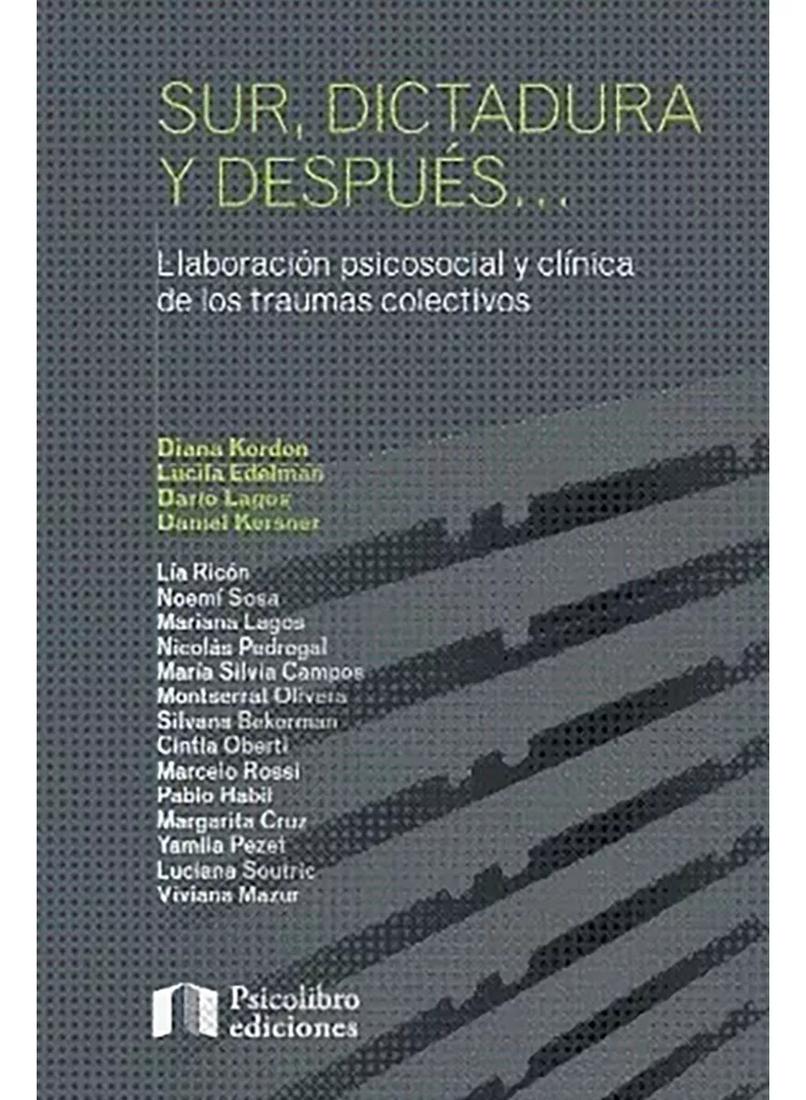 SUR, DICTADURA
Y DESPUÉS...
Elaboración psicosocial y clínica
de los traumas colectivos
Diana Kordon
Lucila Edelman
Darío Lagos
Daniel Kersner
Lía Ricón
Noemí Sosa
Mariana Lagos
Nicolás Pedregal
María Silvia Campos
Montserrat Olivera
Silvana Bekerman
Cintia Oberti
Marcelo Rossi
Pablo Habif
Margarita Cruz
Yamila Pezet
Luciana Soutric
Viviana Mazur
Psicolibro
ediciones